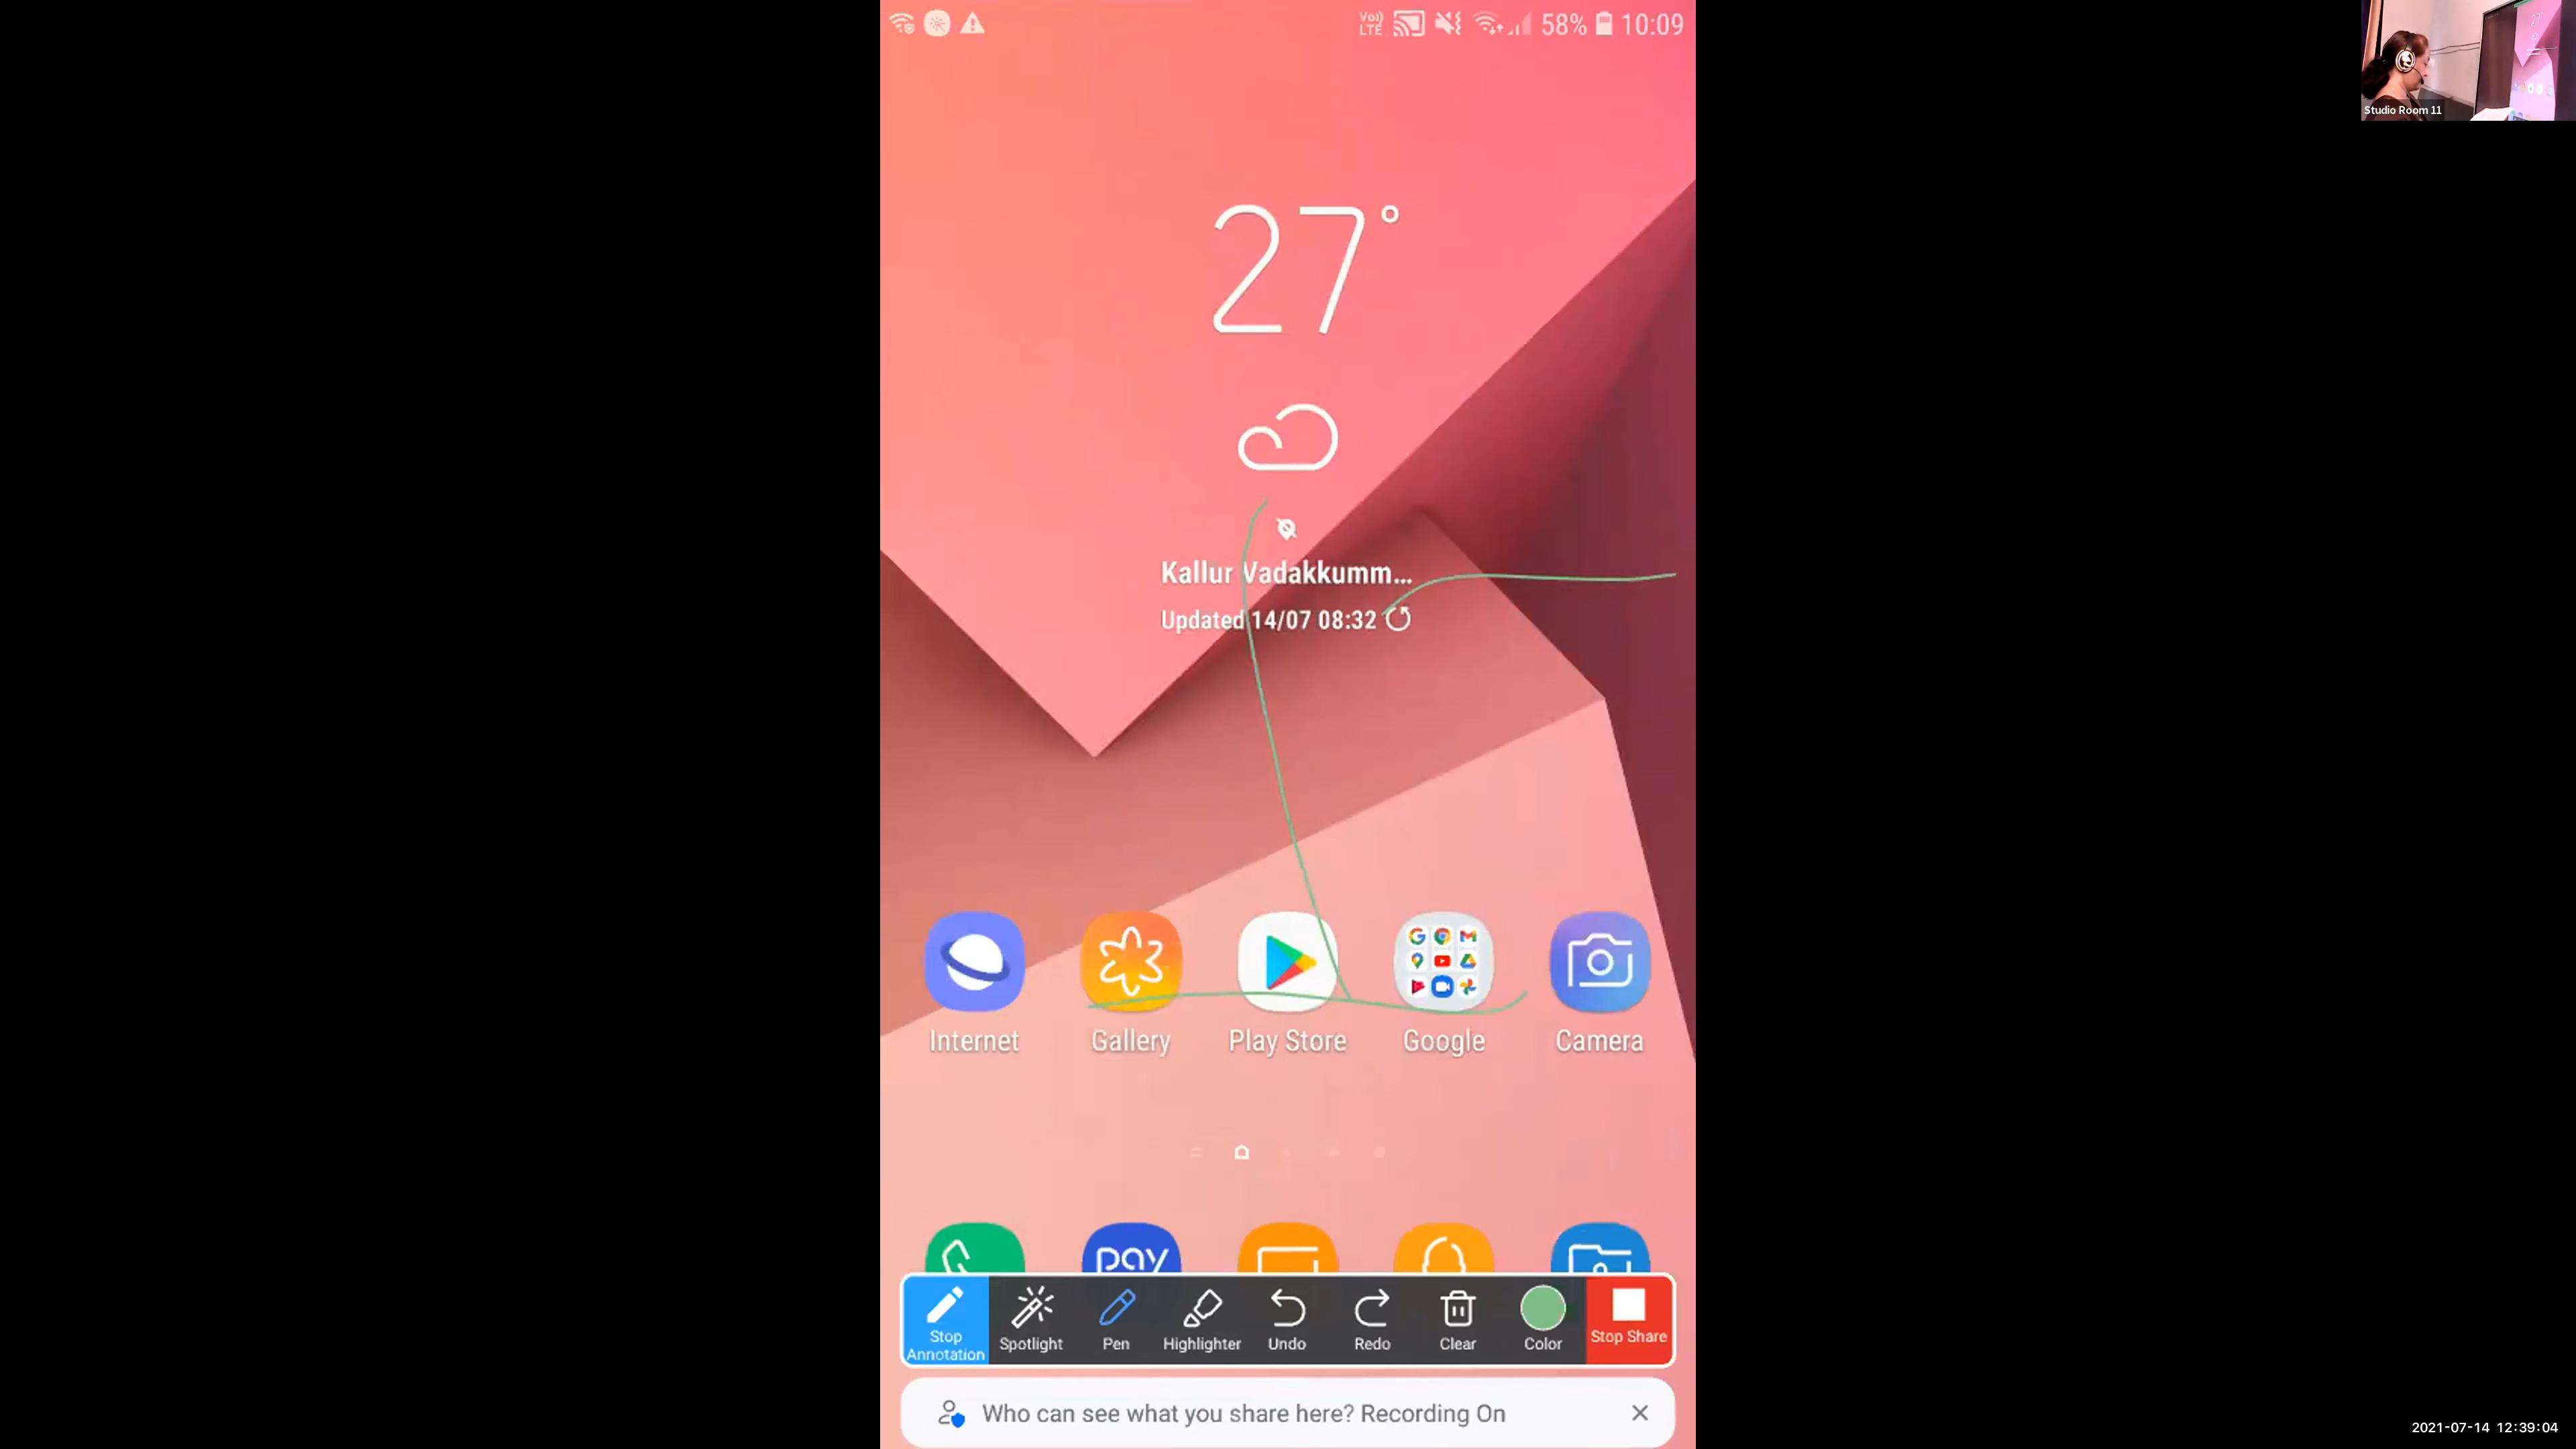 Vo)) LTE 58% 10:09
27°
Kallur Vadakkumm...
Updated 14/07 08:32
Internet Gallery Play Store Google Camera
pay
Stop Annotation Spotlight Pen Highlighter Undo Redo Clear Color Stop Share
Who can see what you share here? Recording On
Studio Room 11
2021-07-14 12:39:04